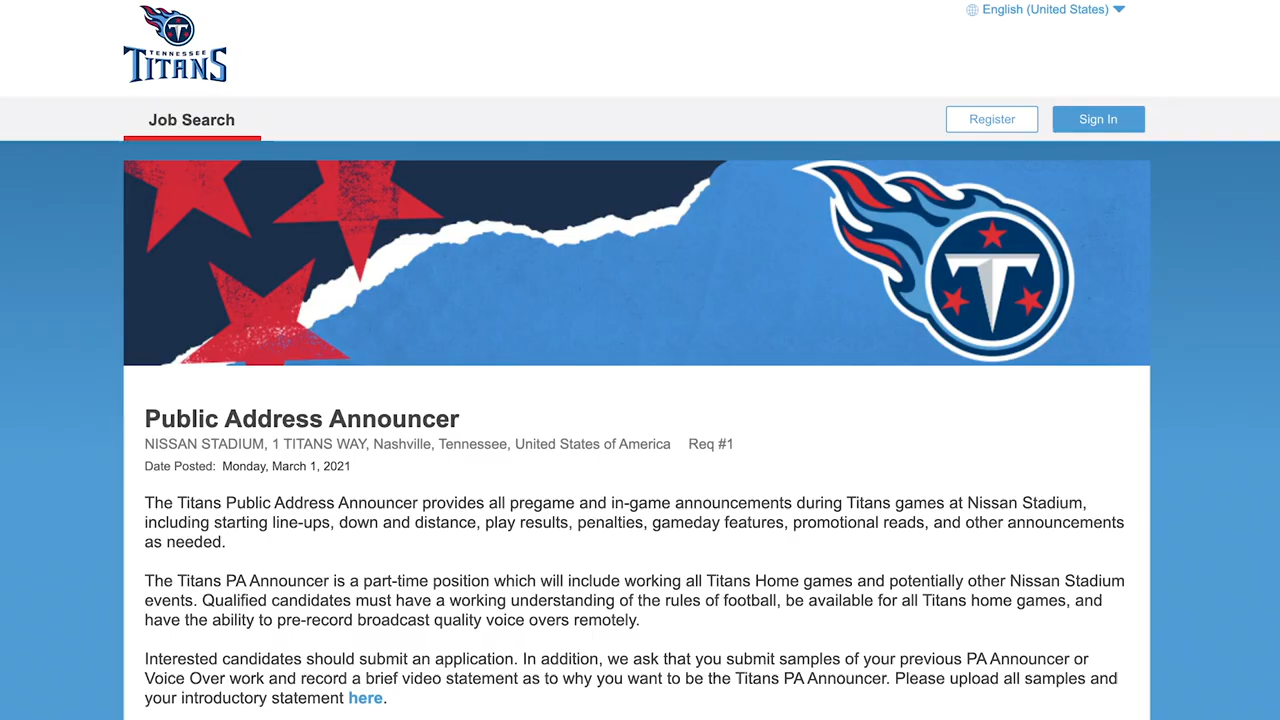 English (United States)
TENNESSEE
TITANS
Job Search
Register
Sign In
T
Public Address Announcer
NISSAN STADIUM, 1 TITANS WAY, Nashville, Tennessee, United States of America Req #1
Date Posted: Monday, March 1, 2021
The Titans Public Address Announcer provides all pregame and in-game announcements during Titans games at Nissan Stadium,
including starting line-ups, down and distance, play results, penalties, gameday features, promotional reads, and other announcements
as needed.
The Titans PA Announcer is a part-time position which will include working all Titans Home games and potentially other Nissan Stadium
events. Qualified candidates must have a working understanding of the rules of football, be available for all Titans home games, and
have the ability to pre-record broadcast quality voice overs remotely.
Interested candidates should submit an application. In addition, we ask that you submit samples of your previous PA Announcer or
Voice Over work and record a brief video statement as to why you want to be the Titans PA Announcer. Please upload all samples and
your introductory statement here.